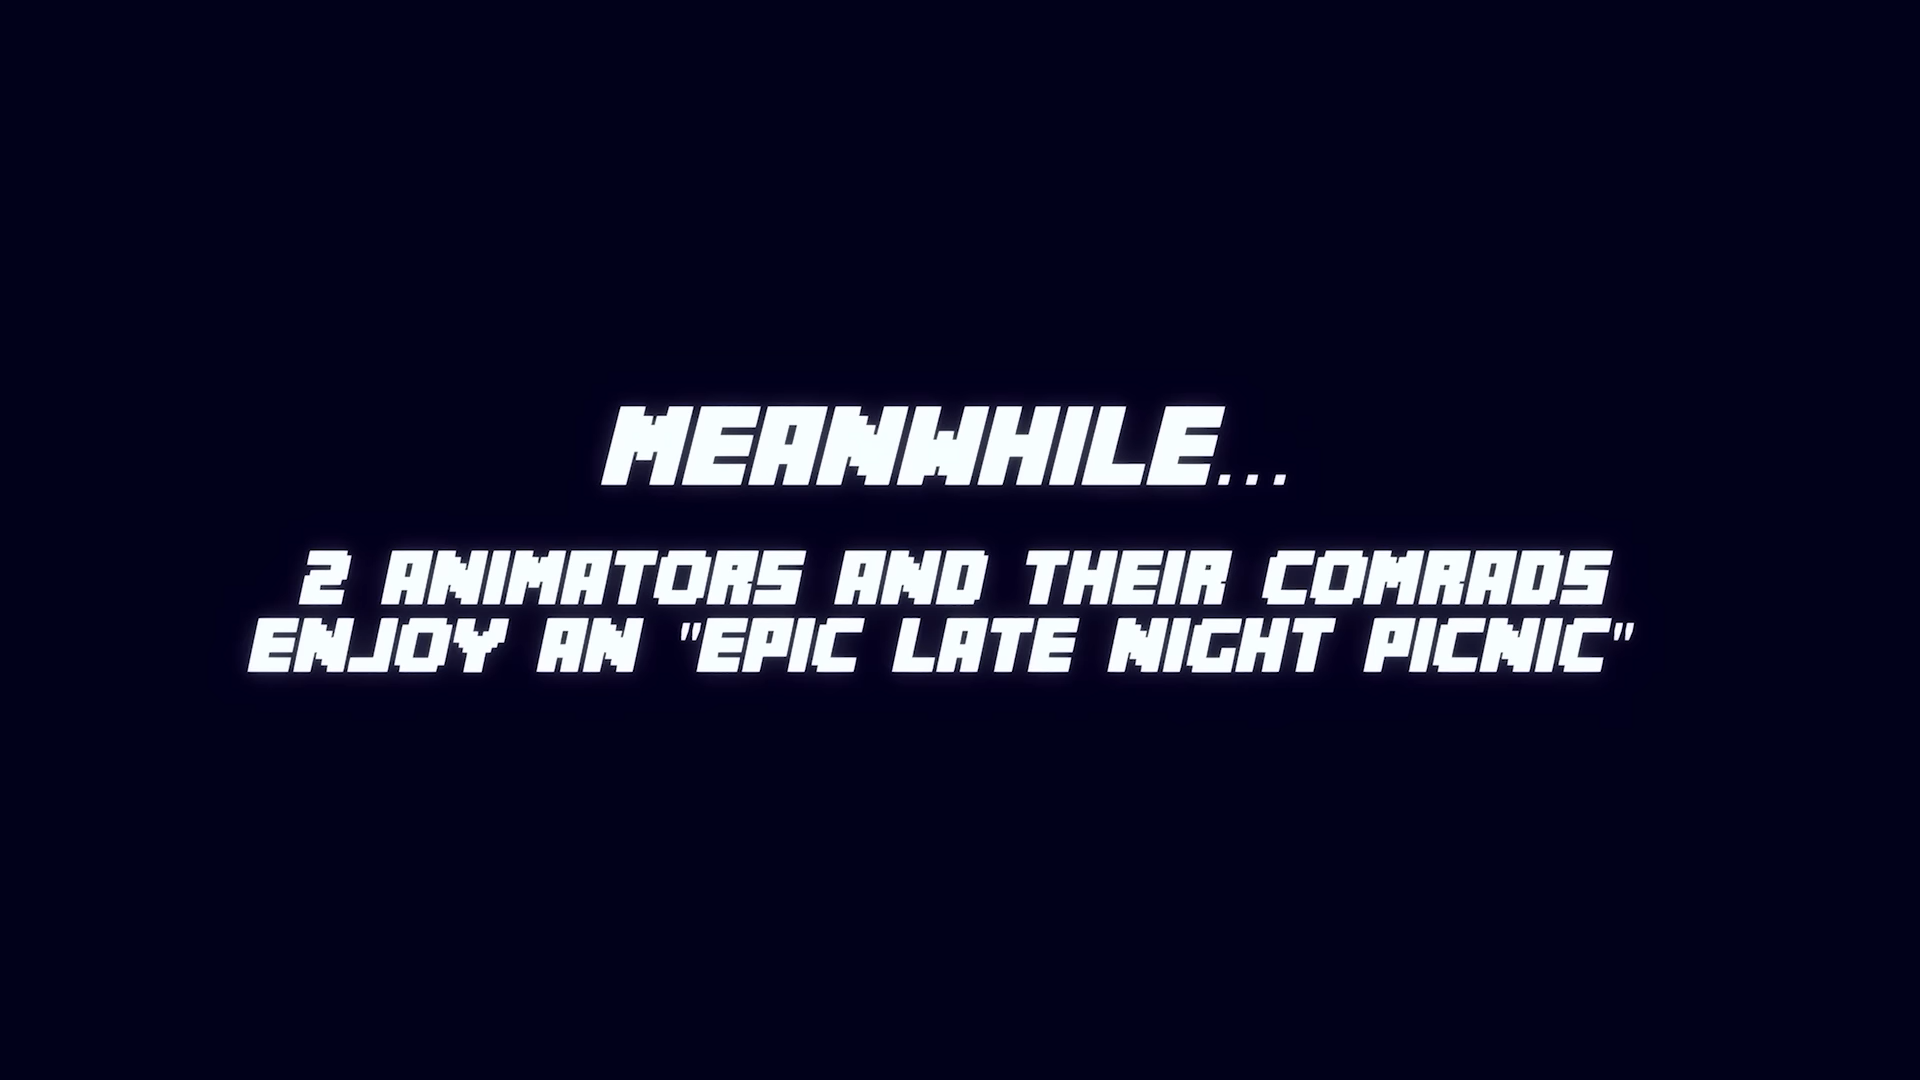 MEANWHILE...
2 ANIMATORS AND THEIR COMRADS
ENJOY AN "EPIC LATE NIGHT PICNIC"